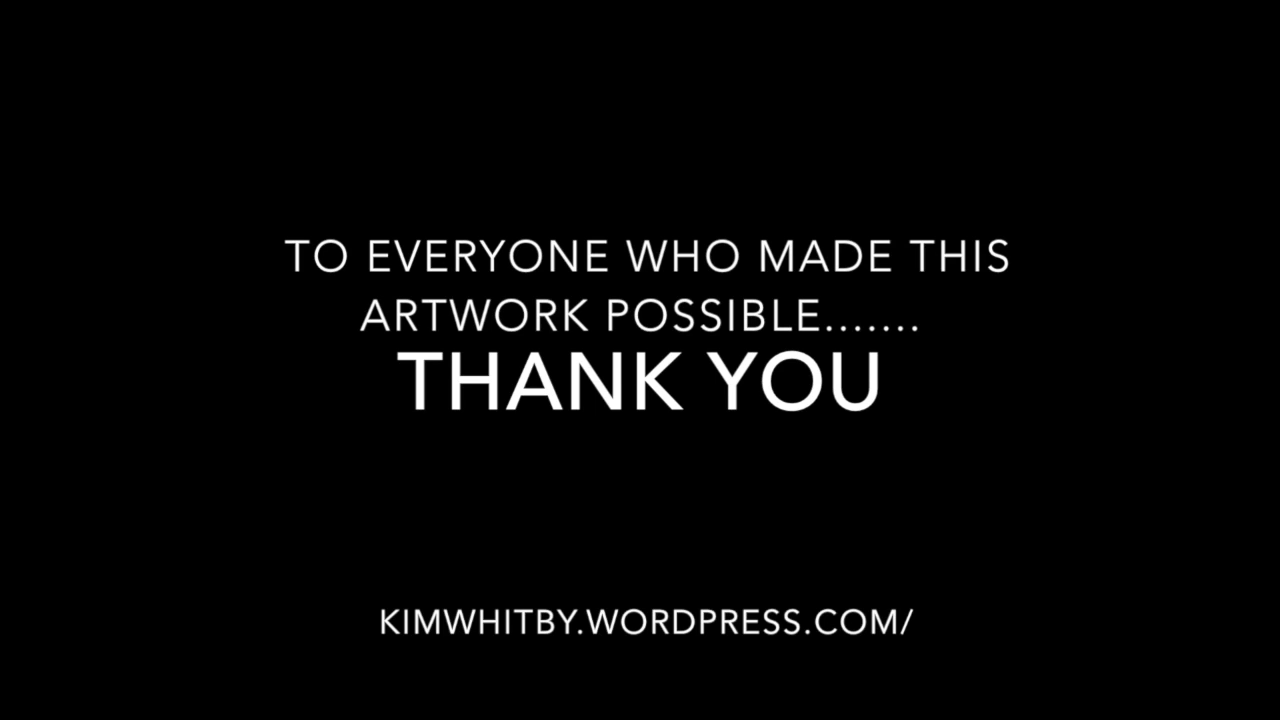 TO EVERYONE WHO MADE THIS
ARTWORK POSSIBLE.......
THANK YOU
KIMWHITBY.WORDPRESS.COM/